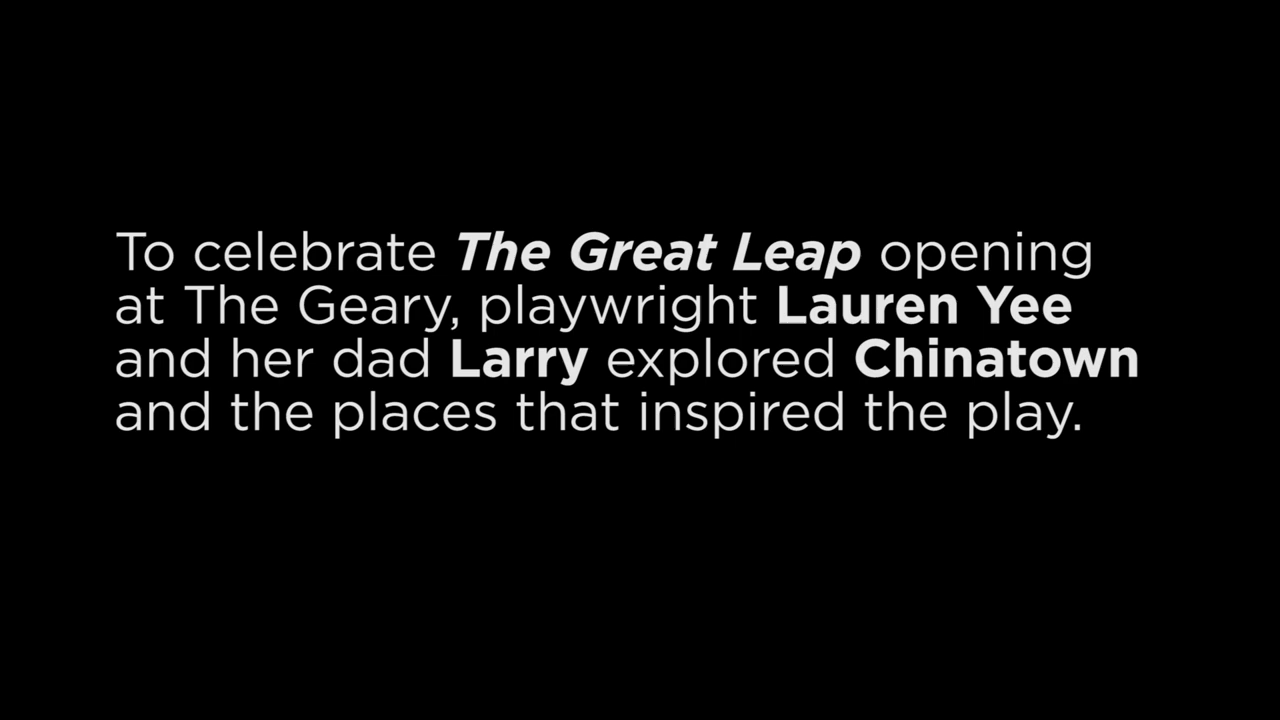 To celebrate The Great Leap opening
at The Geary, playwright Lauren Yee
and her dad Larry explored Chinatown
and the places that inspired the play.